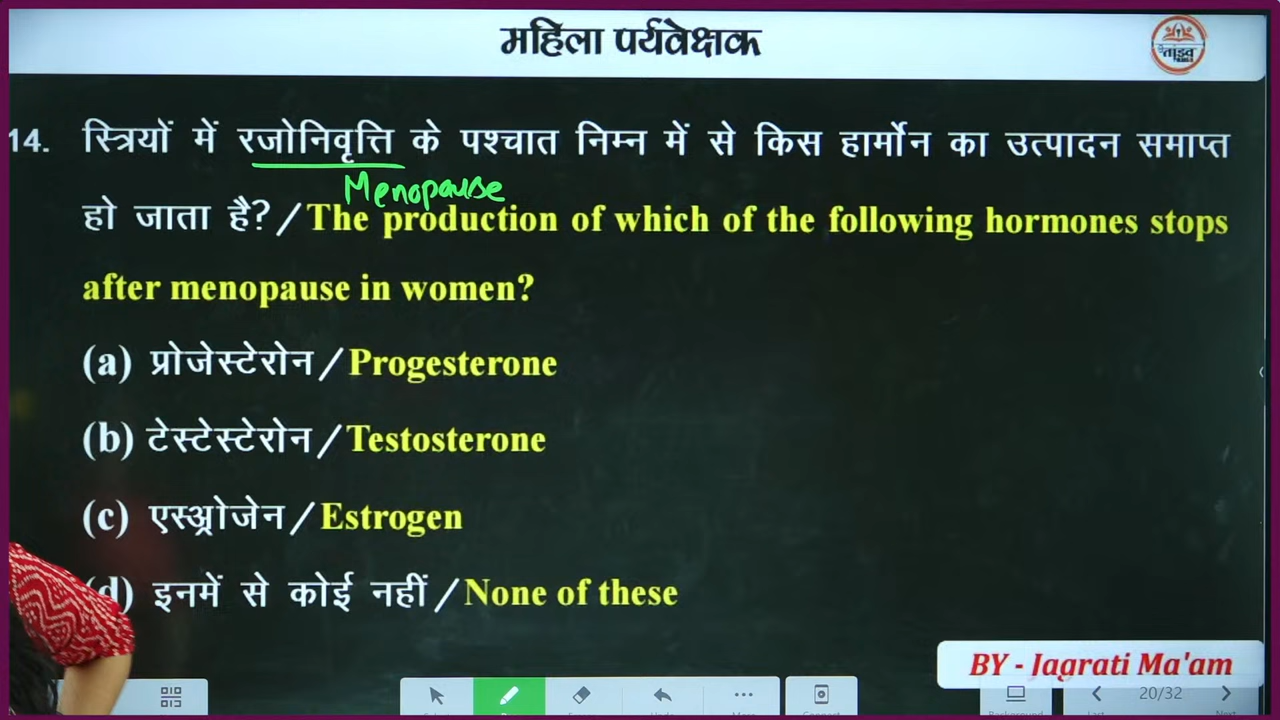 महिला पर्यवेक्षक
14. स्त्रियों में रजोनिवृत्ति के पश्चात निम्न में से किस हार्मोन का उत्पादन समाप्त
Menopause
हो जाता है?/The production of which of the following hormones stops
after menopause in women?
(a) प्रोजेस्टेरोन/Progesterone
(b) टेस्टेस्टेरोन/Testosterone
(c) एस्ट्रोजेन/Estrogen
(d) इनमें से कोई नहीं/None of these
BY - Jagrati Ma'am
20/32